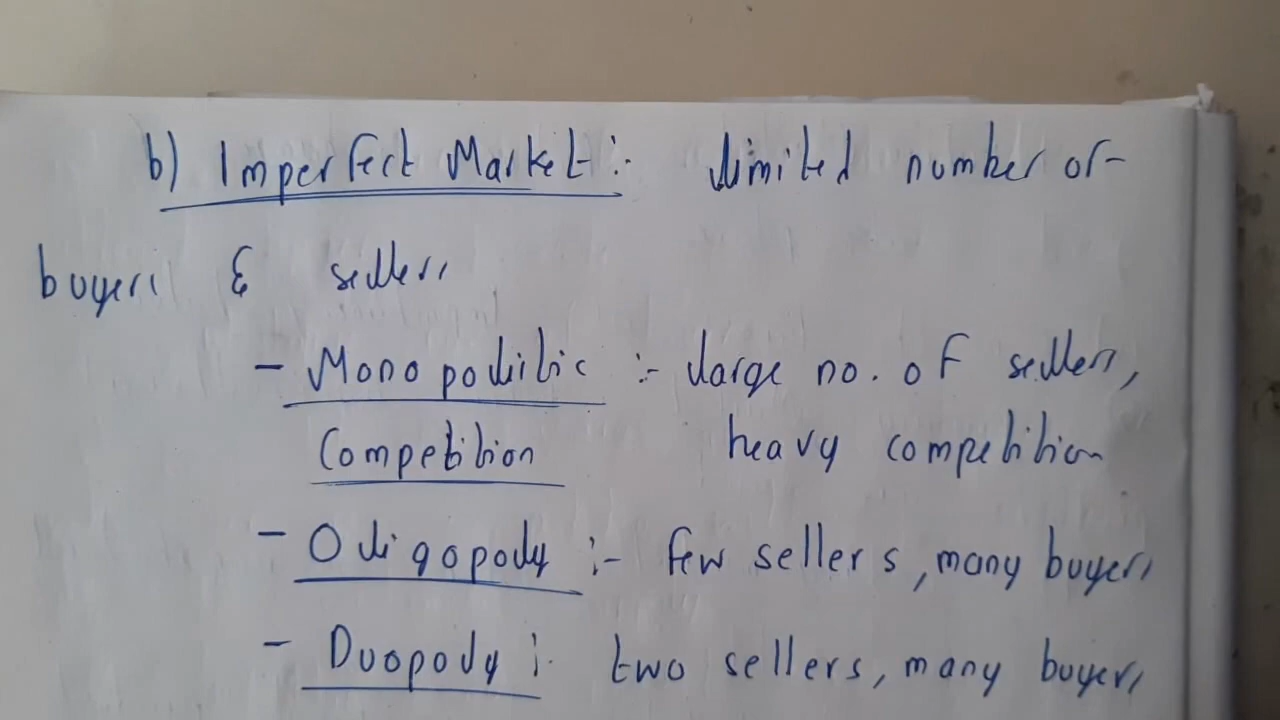 b) Imperfect Market :- limited number of
buyers & sellers
- Monopolistic :- large no. of sellers,
Competition heavy competition
- Oligopoly :- few sellers, many buyers
- Duopoly :- two sellers, many buyers